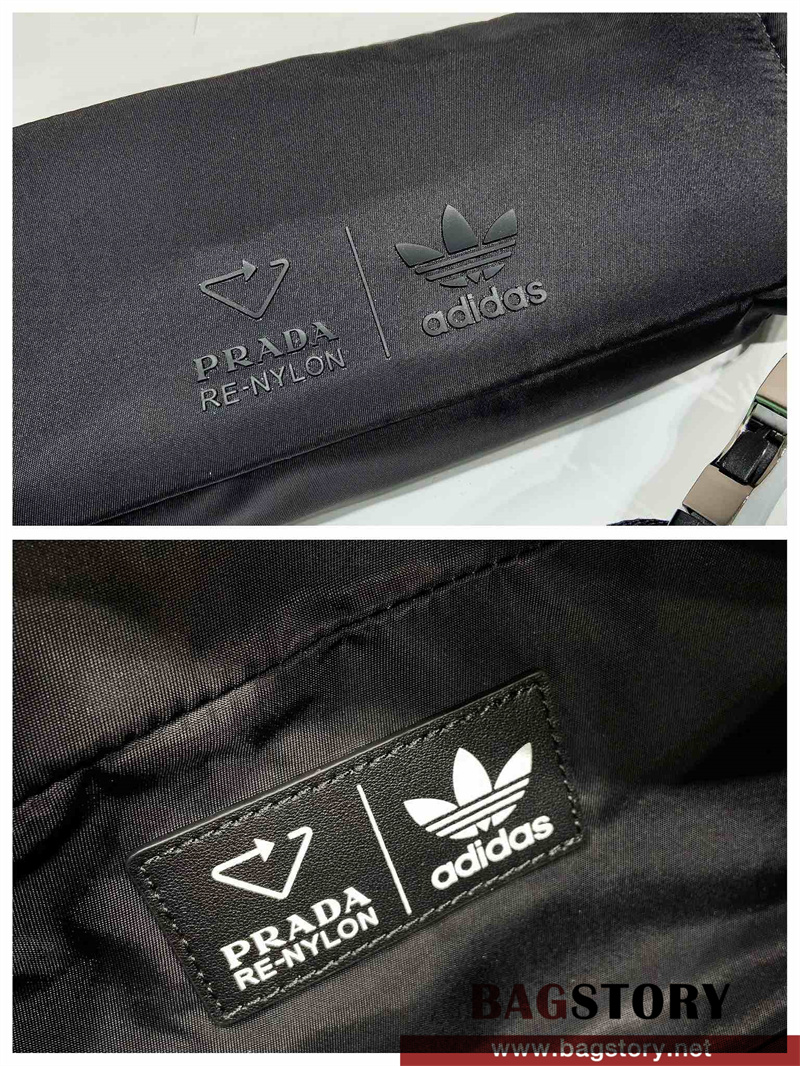 PRADA
RE-NYLON
adidas
PRADA
RE-NYLON
adidas
BAGSTORY
www.bagstory.net